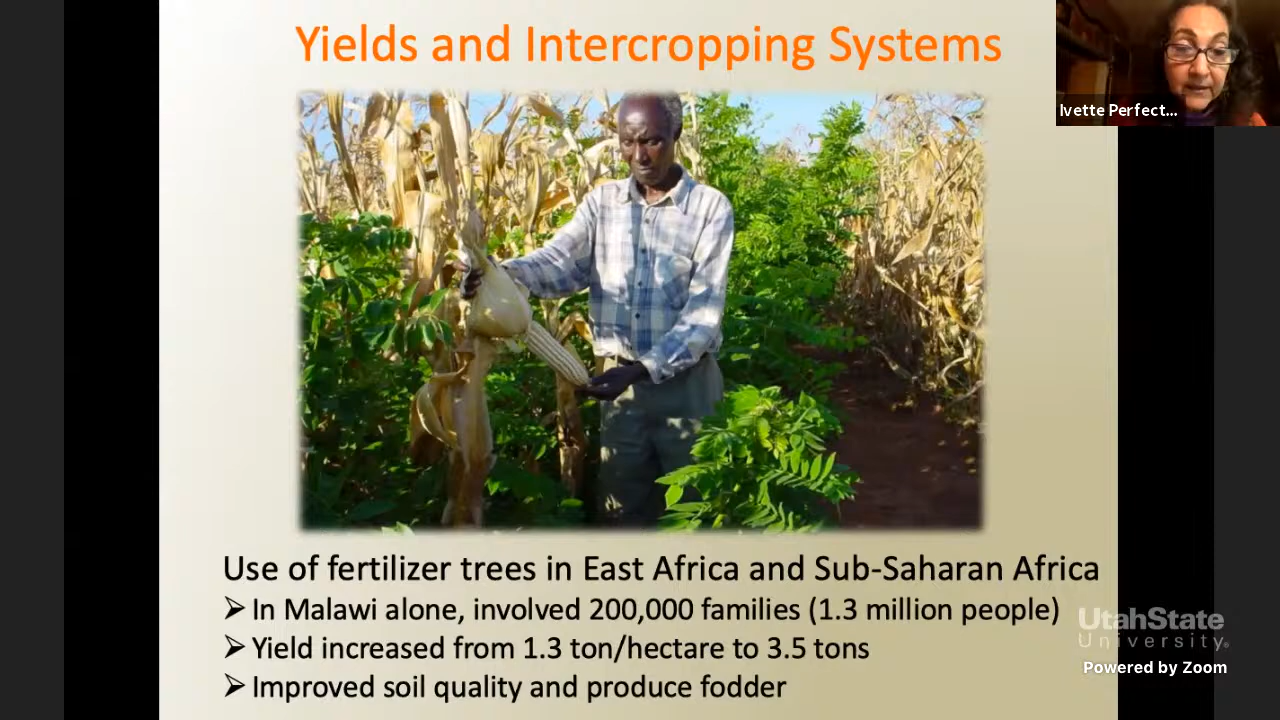 Yields and Intercropping Systems
Ivette Perfect...
Use of fertilizer trees in East Africa and Sub-Saharan Africa
➢ In Malawi alone, involved 200,000 families (1.3 million people)
➢ Yield increased from 1.3 ton/hectare to 3.5 tons
➢ Improved soil quality and produce fodder
UtahState
University®
Powered by Zoom